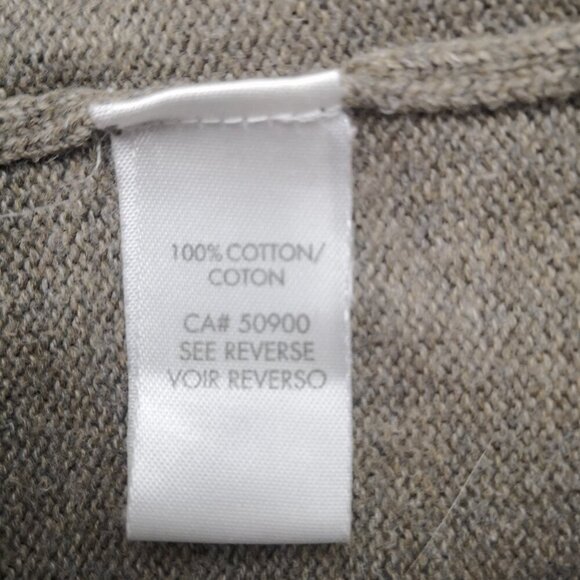 100% COTTON/
COTON
CA# 50900
SEE REVERSE
VOIR REVERSO